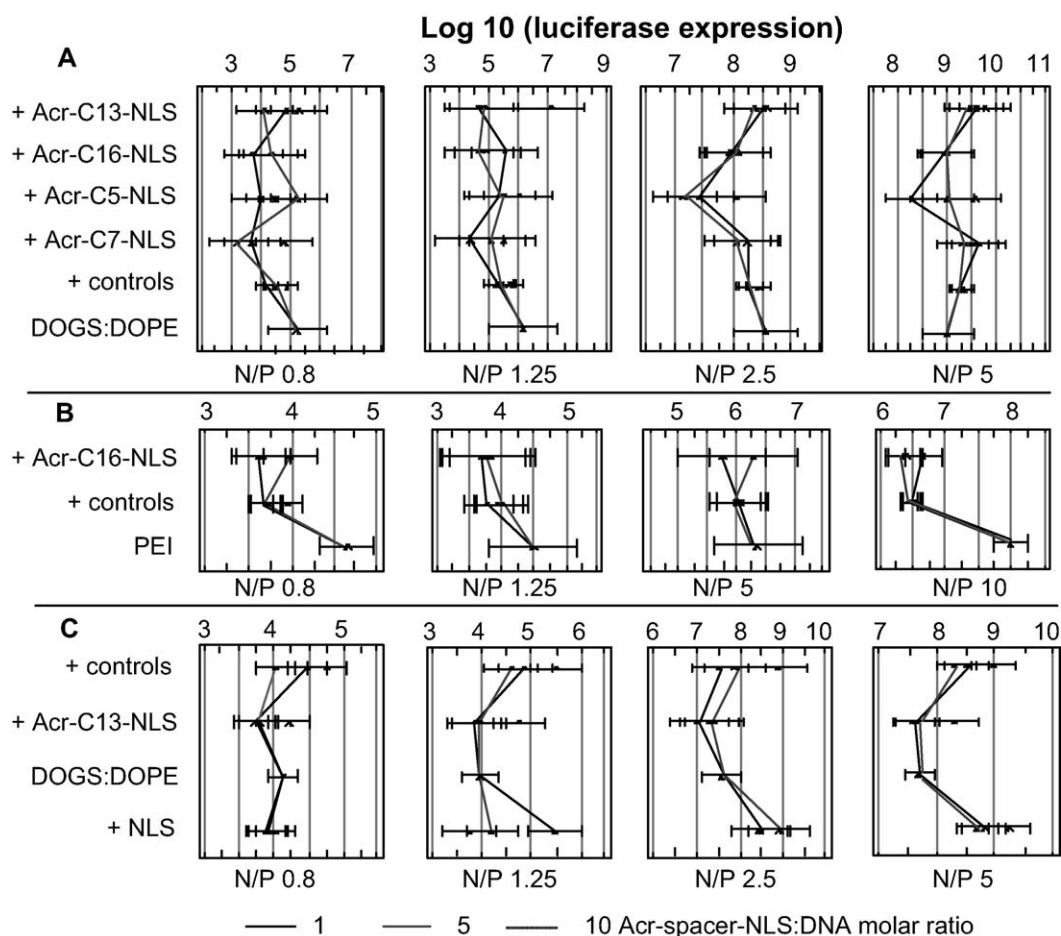 Log 10 (luciferase expression)
A
3 5 7
3 5 7 9
7 8 9
8 9 10 11
+ Acr-C13-NLS
+ Acr-C16-NLS
+ Acr-C5-NLS
+ Acr-C7-NLS
+ controls
DOGS:DOPE
N/P 0.8
N/P 1.25
N/P 2.5
N/P 5
B
3 4 5
3 4 5
5 6 7
6 7 8
+ Acr-C16-NLS
+ controls
PEI
N/P 0.8
N/P 1.25
N/P 5
N/P 10
C
3 4 5
3 4 5 6
6 7 8 9 10
7 8 9 10
+ controls
+ Acr-C13-NLS
DOGS:DOPE
+ NLS
N/P 0.8
N/P 1.25
N/P 2.5
N/P 5
1 5 10 Acr-spacer-NLS:DNA molar ratio